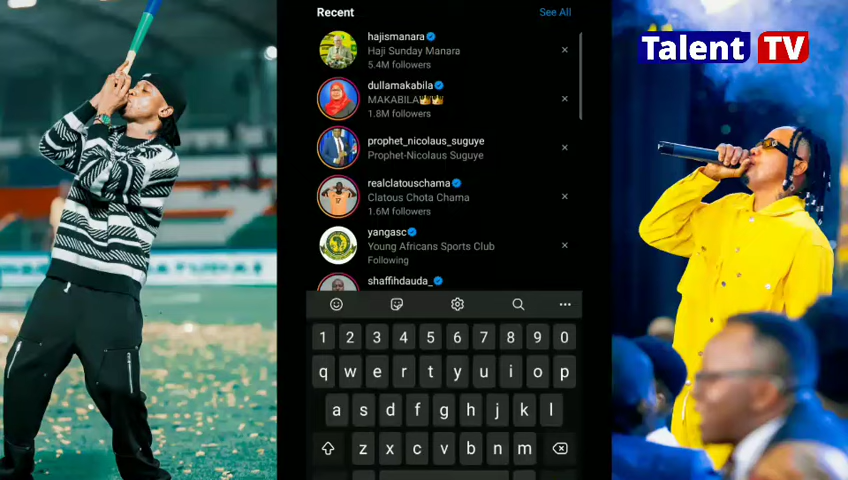 Recent
See All
hajismanara
Haji Sunday Manara
5.4M followers
dullamakabila
MAKABILA👑👑
1.8M followers
prophet_nicolaus_suguye
Prophet-Nicolaus Suguye
realclatouschama
Clatous Chota Chama
1.6M followers
yangasc
Young Africans Sports Club
Following
shaffihdauda_
1 2 3 4 5 6 7 8 9 0
q w e r t y u i o p
a s d f g h j k l
z x c v b n m
Talent TV